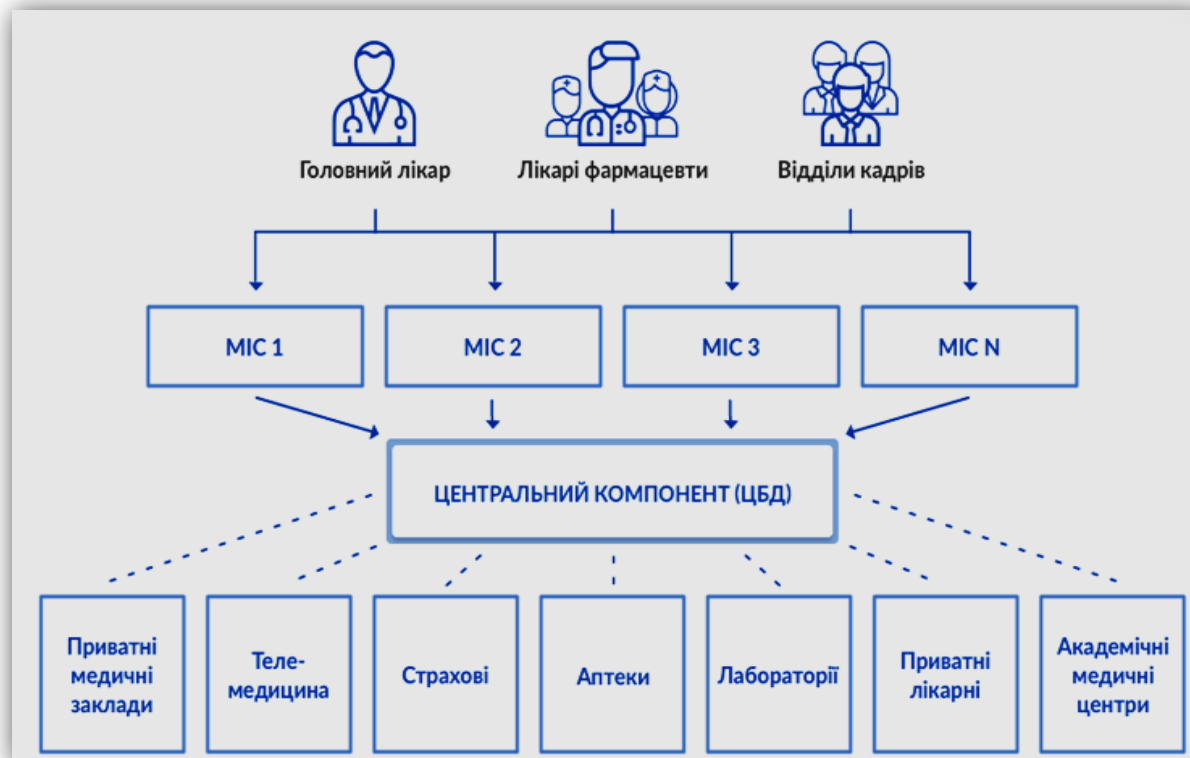 Головний лікар
Лікарі фармацевти
Відділи кадрів
МІС 1
МІС 2
МІС 3
МІС N
ЦЕНТРАЛЬНИЙ КОМПОНЕНТ (ЦБД)
Приватні
медичні
заклади
Теле-
медицина
Страхові
Аптеки
Лабораторії
Приватні
лікарні
Академічні
медичні
центри